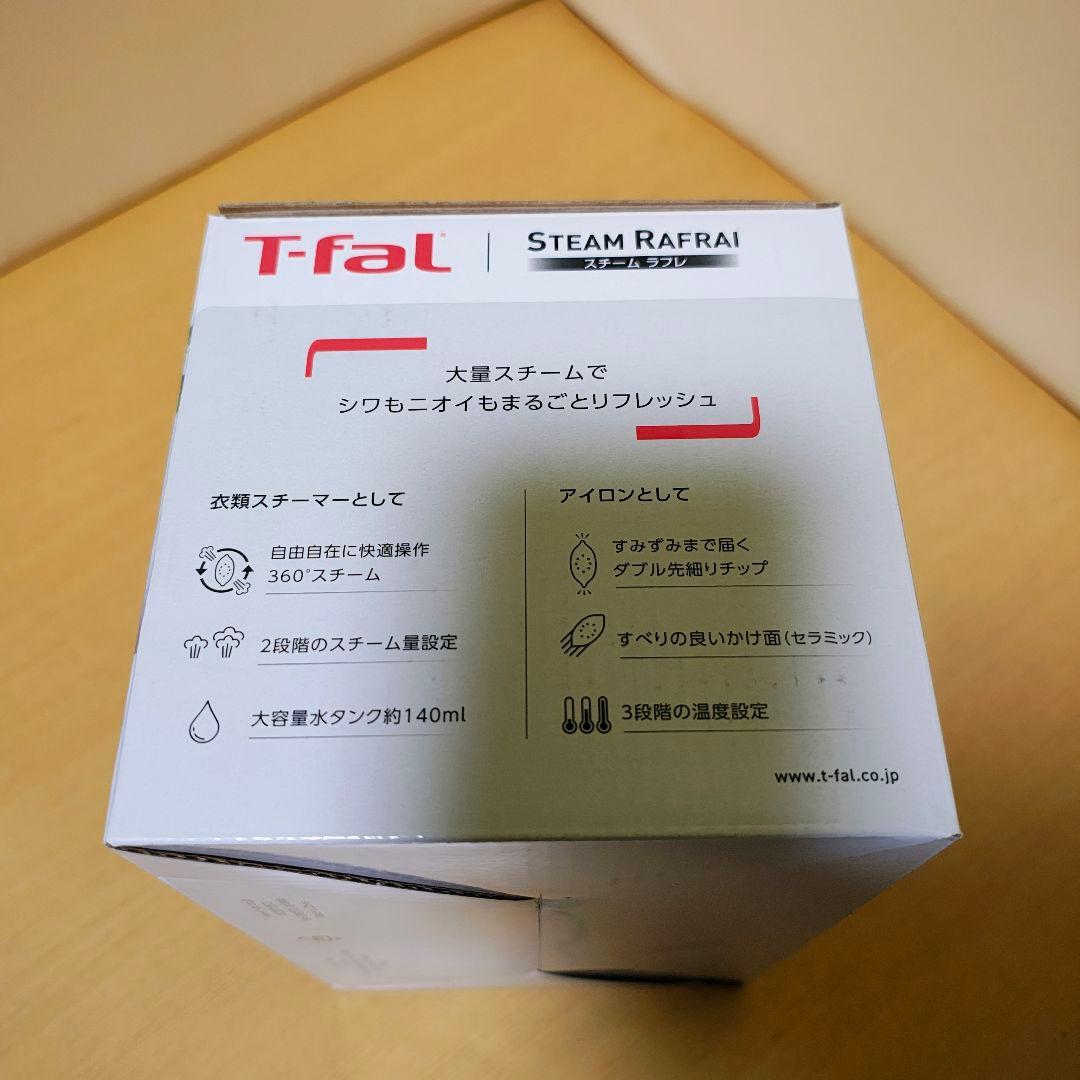 T-fal
STEAM RAFRAI
スチーム ラフレ
大量スチームで
シワもニオイもまるごとリフレッシュ
衣類スチーマーとして
自由自在に快適操作
360°スチーム
2段階のスチーム量設定
大容量水タンク約140ml
アイロンとして
すみずみまで届く
ダブル先細りチップ
すべりの良いかけ面(セラミック)
3段階の温度設定
www.t-fal.co.jp